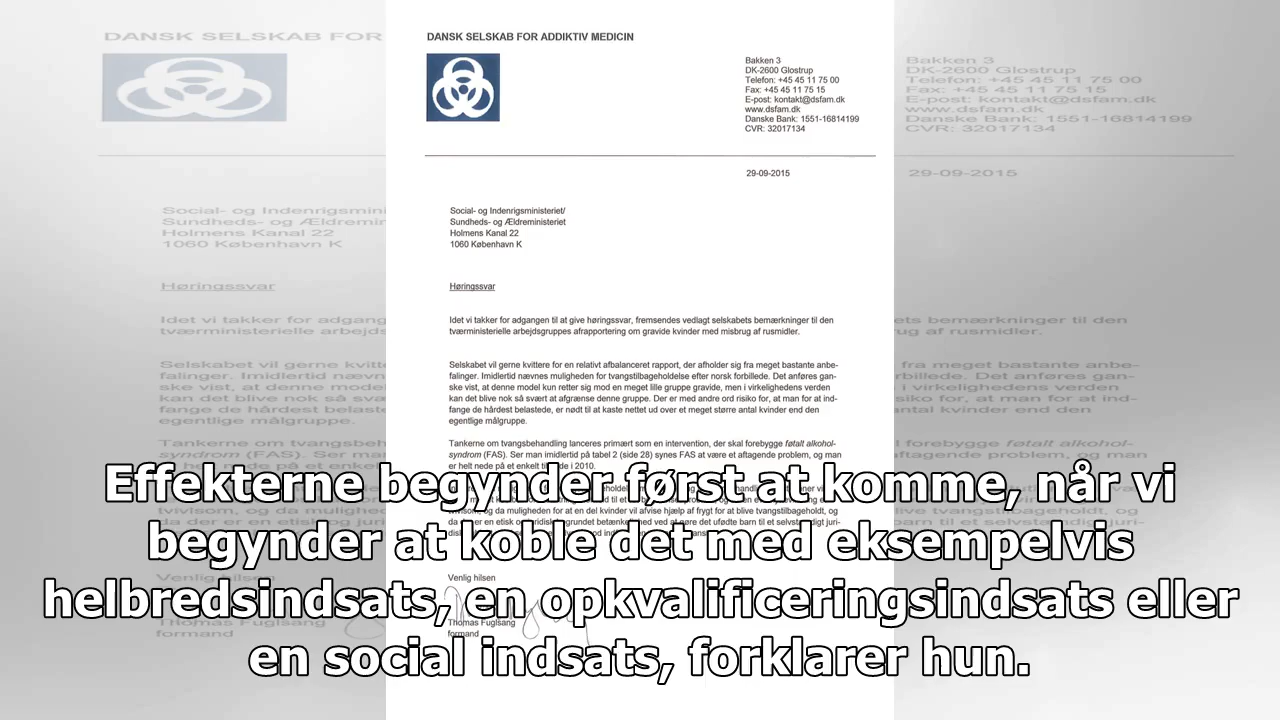 DANSK SELSKAB FOR ADDIKTIV MEDICIN
Bakken 3
DK-2600 Glostrup
Telefon: +45 45 11 75 00
Fax: +45 45 11 75 15
E-post: kontakt@dsfam.dk
www.dsfam.dk
Danske Bank: 1551-16814199
CVR: 32017134
29-09-2015
Social- og Indenrigsministeriet/
Sundheds- og Ældreministeriet
Holmens Kanal 22
1060 København K
Høringssvar
Idet vi takker for adgangen til at give høringssvar, fremsendes vedlagt selskabets bemærkninger til den
tværministerielle arbejdsgruppes afrapportering om gravide kvinder med misbrug af rusmidler.
Selskabet vil gerne kvittere for en relativt afbalanceret rapport, der afholder sig fra meget bastante anbe-
falinger. Imidlertid nævnes muligheden for tvangstilbageholdelse efter norsk forbillede. Det anføres gan-
ske vist, at denne model kun retter sig mod en meget lille gruppe gravide, men i virkelighedens verden
kan det blive nok så svært at afgrænse denne gruppe. Der er med andre ord risiko for, at man for at ind-
fange de hårdest belastede, er nødt til at kaste nettet ud over et meget større antal kvinder end den
egentlige målgruppe.
Tankerne om tvangsbehandling lanceres primært som en intervention, der skal forebygge føtalt alkohol-
syndrom (FAS). Ser man imidlertid på tabel 2 (side 28) synes FAS at være et aftagende problem, og man
er helt nede på et enkelt i 2010.
Effekterne begynder først at komme, når vi
begynder at koble det med eksempelvis
helbredsindsats, en opkvalificeringsindsats eller
en social indsats, forklarer hun.
Venlig hilsen
Thomas Fuglsang
formand